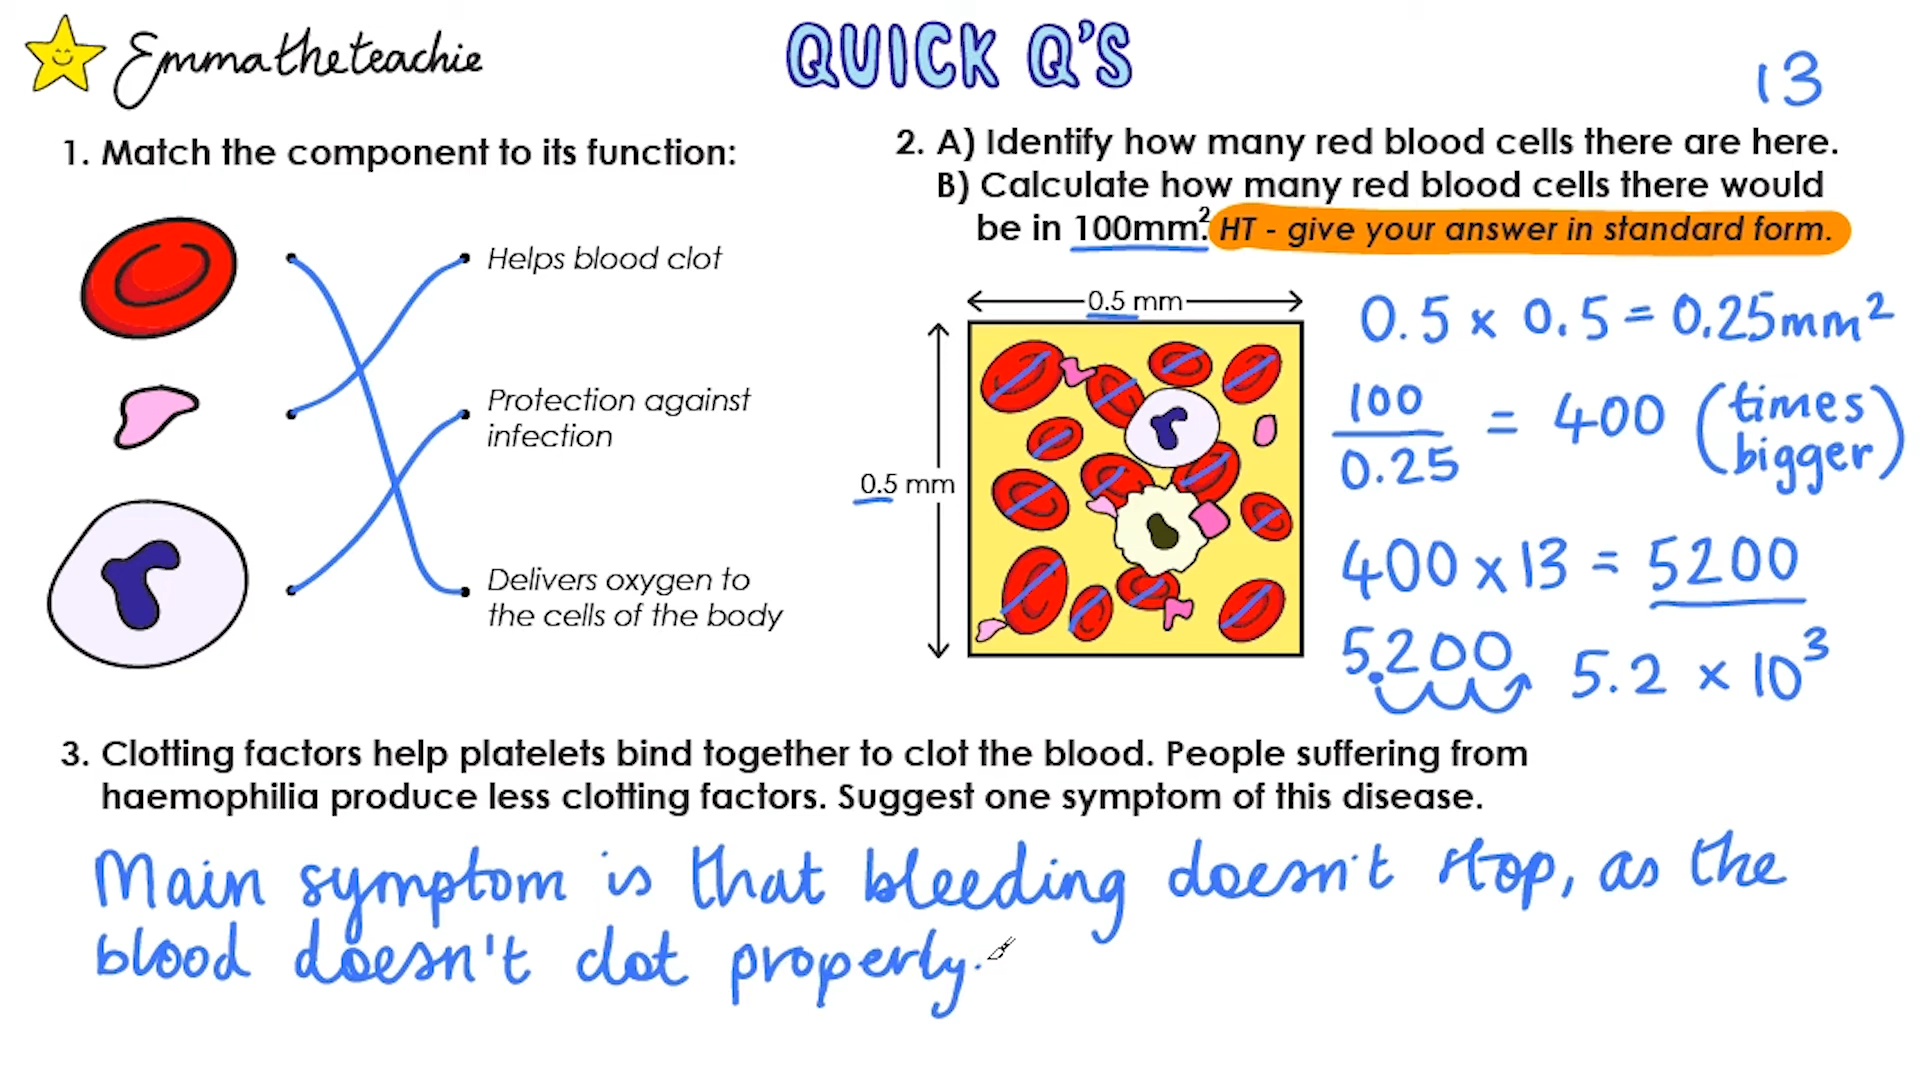 Emmatheteachie
QUICK Q'S
13
1. Match the component to its function:
Helps blood clot
Protection against
infection
Delivers oxygen to
the cells of the body
2. A) Identify how many red blood cells there are here.
B) Calculate how many red blood cells there would
be in 100mm². HT - give your answer in standard form.
0.5 mm
0.5 mm
0.5 × 0.5 = 0.25mm²
100
0.25
= 400 (times
bigger)
400 × 13 = 5200
5.200 5.2 × 10³
3. Clotting factors help platelets bind together to clot the blood. People suffering from
haemophilia produce less clotting factors. Suggest one symptom of this disease.
Main symptom is that bleeding doesn't stop, as the
blood doesn't clot properly.